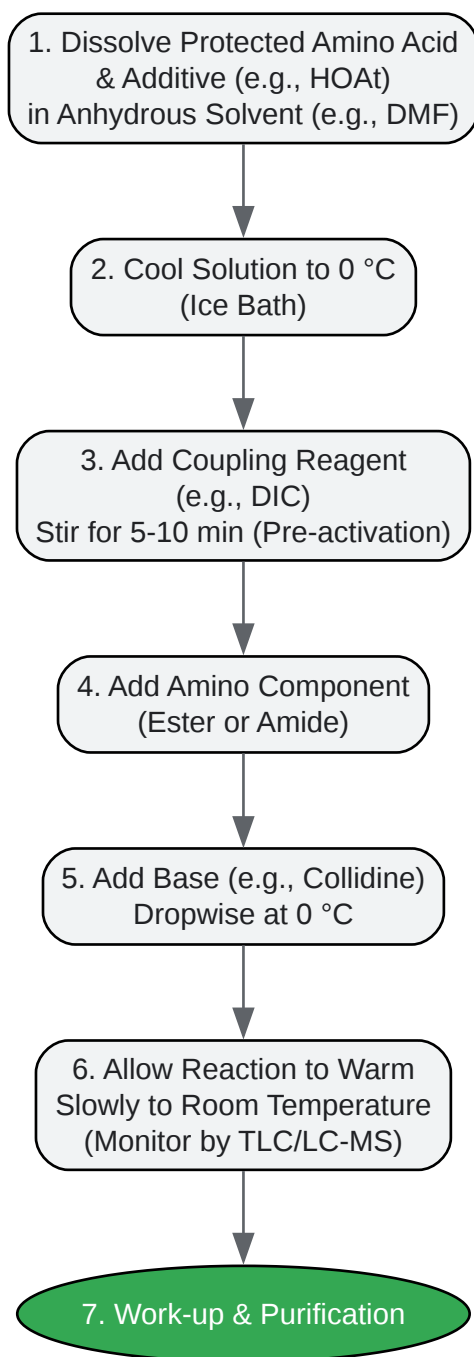 1. Dissolve Protected Amino Acid
& Additive (e.g., HOAt)
in Anhydrous Solvent (e.g., DMF)
2. Cool Solution to 0 °C
(Ice Bath)
3. Add Coupling Reagent
(e.g., DIC)
Stir for 5-10 min (Pre-activation)
4. Add Amino Component
(Ester or Amide)
5. Add Base (e.g., Collidine)
Dropwise at 0 °C
6. Allow Reaction to Warm
Slowly to Room Temperature
(Monitor by TLC/LC-MS)
7. Work-up & Purification